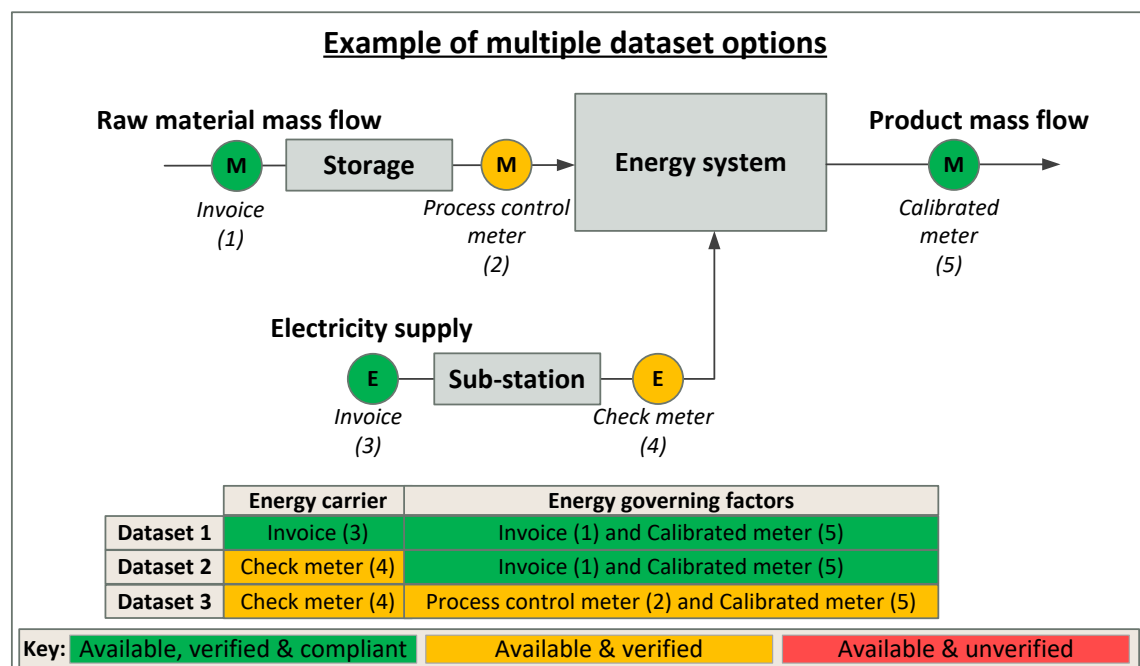 Example of multiple dataset options
Raw material mass flow
Product mass flow
M
Storage
M
Energy system
M
Invoice
(1)
Process control
meter
(2)
Calibrated
meter
(5)
Electricity supply
E
Sub-station
E
Invoice
(3)
Check meter
(4)
Energy carrier Energy governing factors
Dataset 1 Invoice (3) Invoice (1) and Calibrated meter (5)
Dataset 2 Check meter (4) Invoice (1) and Calibrated meter (5)
Dataset 3 Check meter (4) Process control meter (2) and Calibrated meter (5)
Key: Available, verified & compliant Available & verified Available & unverified